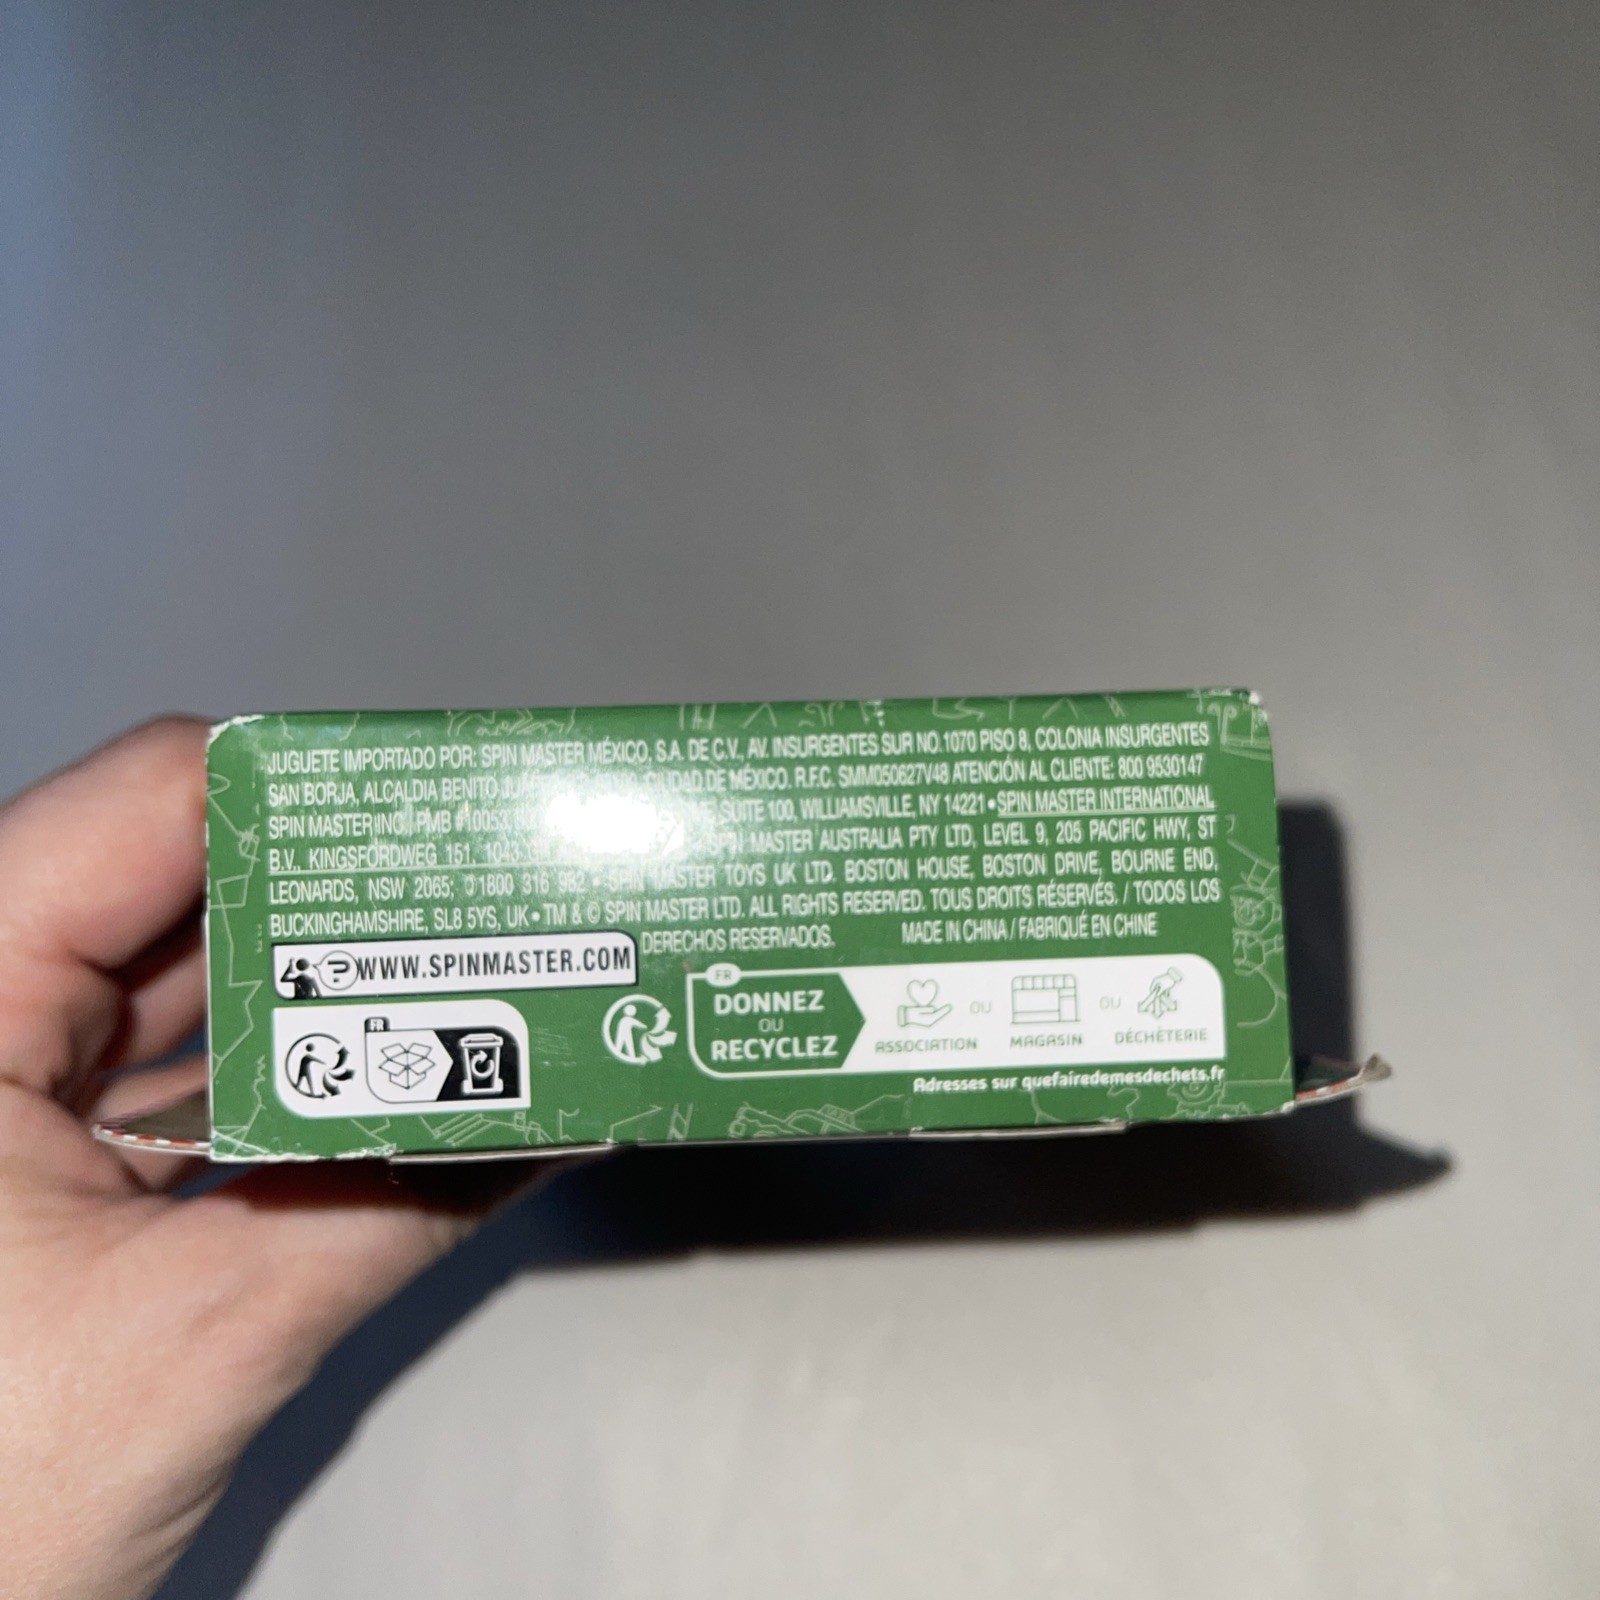 JUGUETE IMPORTADO POR: SPIN MASTER MÉXICO, S.A. DE C.V., AV. INSURGENTES SUR NO.1070 PISO 8, COLONIA INSURGENTES
SAN BORJA, ALCALDIA BENITO CIUDAD DE MÉXICO. R.F.C. SMM050627V48 ATENCIÓN AL CLIENTE: 800 9530147
SPIN MASTER INC. PMB #10053 SUITE 100, WILLIAMSVILLE, NY 14221 • SPIN MASTER INTERNATIONAL
B.V., KINGSFORDWEG 151, 1043 SPIN MASTER AUSTRALIA PTY LTD, LEVEL 9, 205 PACIFIC HWY, ST
LEONARDS, NSW 2065; 1800 316 982 • SPIN MASTER TOYS UK LTD. BOSTON HOUSE, BOSTON DRIVE, BOURNE END,
BUCKINGHAMSHIRE, SL8 5YS, UK • TM & © SPIN MASTER LTD. ALL RIGHTS RESERVED. TOUS DROITS RÉSERVÉS. / TODOS LOS
DERECHOS RESERVADOS. MADE IN CHINA / FABRIQUÉ EN CHINE
? WWW.SPINMASTER.COM
FR
FR
DONNEZ
OU
RECYCLEZ
ASSOCIATION OU MAGASIN OU DÉCHÈTERIE
Adresses sur quefairedemesdechets.fr